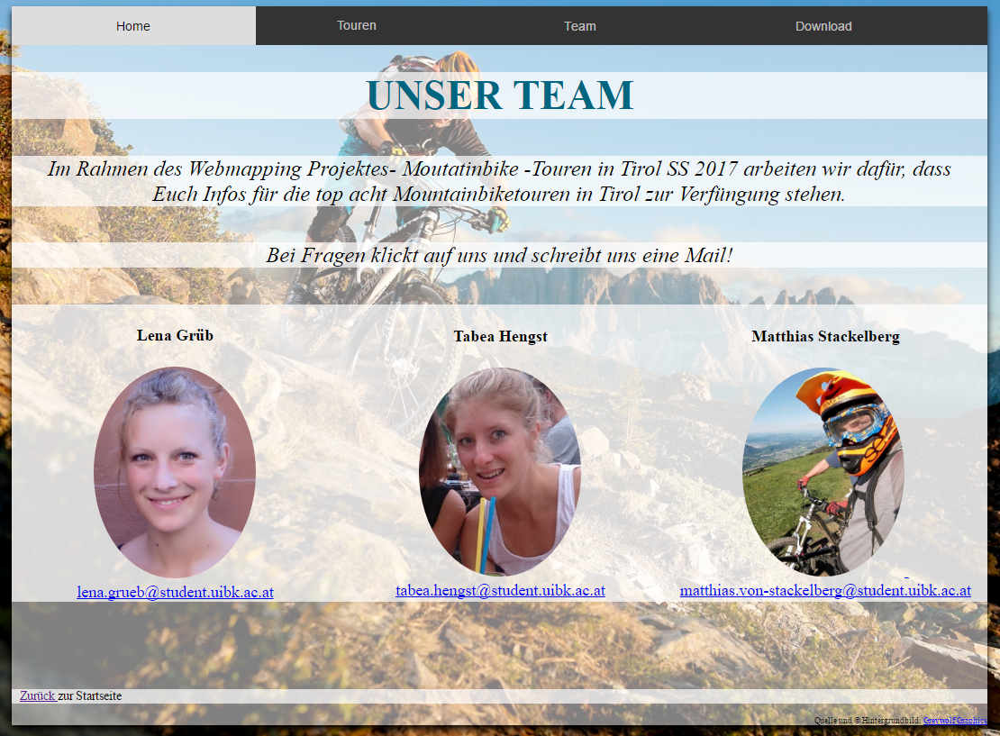 Home Touren Team Download
UNSER TEAM
Im Rahmen des Webmapping Projektes- Moutatinbike -Touren in Tirol SS 2017 arbeiten wir dafür, dass
Euch Infos für die top acht Mountainbiketouren in Tirol zur Verfüngung stehen.
Bei Fragen klickt auf uns und schreibt uns eine Mail!
Lena Grüb Tabea Hengst Matthias Stackelberg
lena.grueb@student.uibk.ac.at tabea.hengst@student.uibk.ac.at matthias.von-stackelberg@student.uibk.ac.at
Zurück zur Startseite
Quelle und © Hintergrundbild: Greywolf Graphics